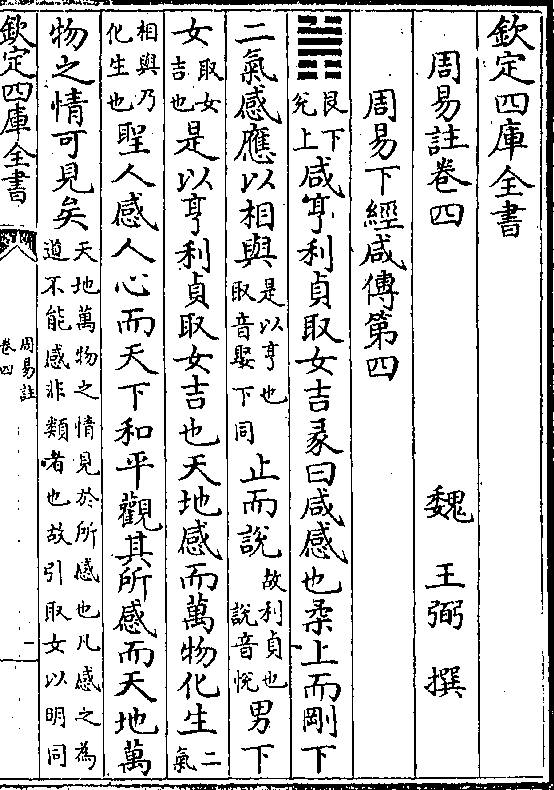 欽定四庫全書
周易註卷四
魏 王弼 撰
周易下經咸傳第四
䷞
艮下
兌上
咸亨利貞取女吉彖曰咸感也柔上而剛下
二氣感應以相與
是以亨也
取音娶下同
止而說
故利貞也
說音悅
男下
女
取女
吉也
是以亨利貞取女吉也天地感而萬物化生
二
氣
相與乃
化生也
聖人感人心而天下和平觀其所感而天地萬
物之情可見矣
天地萬物之情見於所感也凡感之為
道不能感非類者也故引取女以明同
欽定四庫全書
周易註
卷四
一